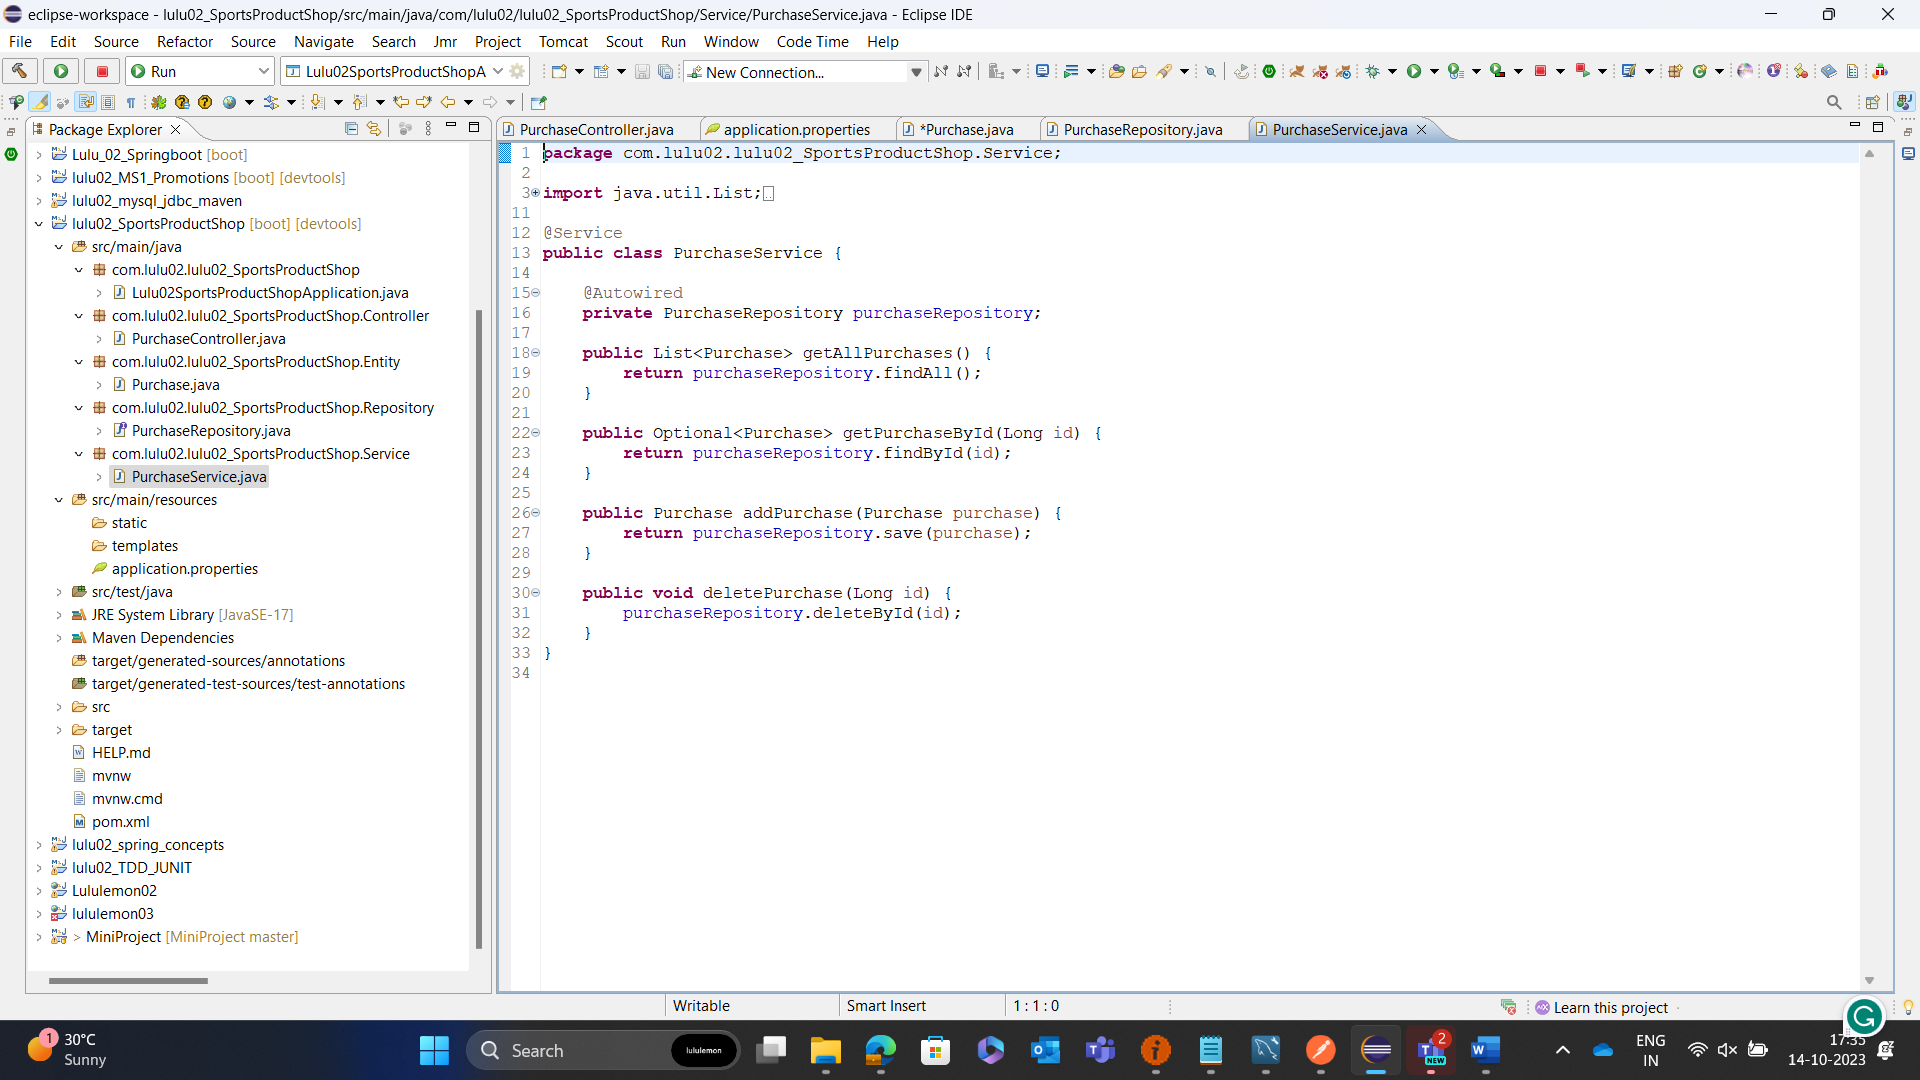 eclipse-workspace - lulu02_SportsProductShop/src/main/java/com/lulu02/lulu02_SportsProductShop/Service/PurchaseService.java - Eclipse IDE
File Edit Source Refactor Source Navigate Search Jmr Project Tomcat Scout Run Window Code Time Help
Run Lulu02SportsProductShopA New Connection...
Package Explorer
Lulu_02_Springboot [boot]
lulu02_MS1_Promotions [boot] [devtools]
lulu02_mysql_jdbc_maven
lulu02_SportsProductShop [boot] [devtools]
src/main/java
com.lulu02.lulu02_SportsProductShop
Lulu02SportsProductShopApplication.java
com.lulu02.lulu02_SportsProductShop.Controller
PurchaseController.java
com.lulu02.lulu02_SportsProductShop.Entity
Purchase.java
com.lulu02.lulu02_SportsProductShop.Repository
PurchaseRepository.java
com.lulu02.lulu02_SportsProductShop.Service
PurchaseService.java
src/main/resources
static
templates
application.properties
src/test/java
JRE System Library [JavaSE-17]
Maven Dependencies
target/generated-sources/annotations
target/generated-test-sources/test-annotations
src
target
HELP.md
mvnw
mvnw.cmd
pom.xml
lulu02_spring_concepts
lulu02_TDD_JUNIT
Lululemon02
lululemon03
> MiniProject [MiniProject master]
PurchaseController.java application.properties *Purchase.java PurchaseRepository.java PurchaseService.java
1 package com.lulu02.lulu02_SportsProductShop.Service;
2
3 import java.util.List;
11
12 @Service
13 public class PurchaseService {
14
15 @Autowired
16 private PurchaseRepository purchaseRepository;
17
18 public List<Purchase> getAllPurchases() {
19 return purchaseRepository.findAll();
20 }
21
22 public Optional<Purchase> getPurchaseById(Long id) {
23 return purchaseRepository.findById(id);
24 }
25
26 public Purchase addPurchase(Purchase purchase) {
27 return purchaseRepository.save(purchase);
28 }
29
30 public void deletePurchase(Long id) {
31 purchaseRepository.deleteById(id);
32 }
33 }
34
Writable Smart Insert 1 : 1 : 0 Learn this project
1 30°C
Sunny
Search lululemon
2
NEW
ENG
IN
17:35
14-10-2023